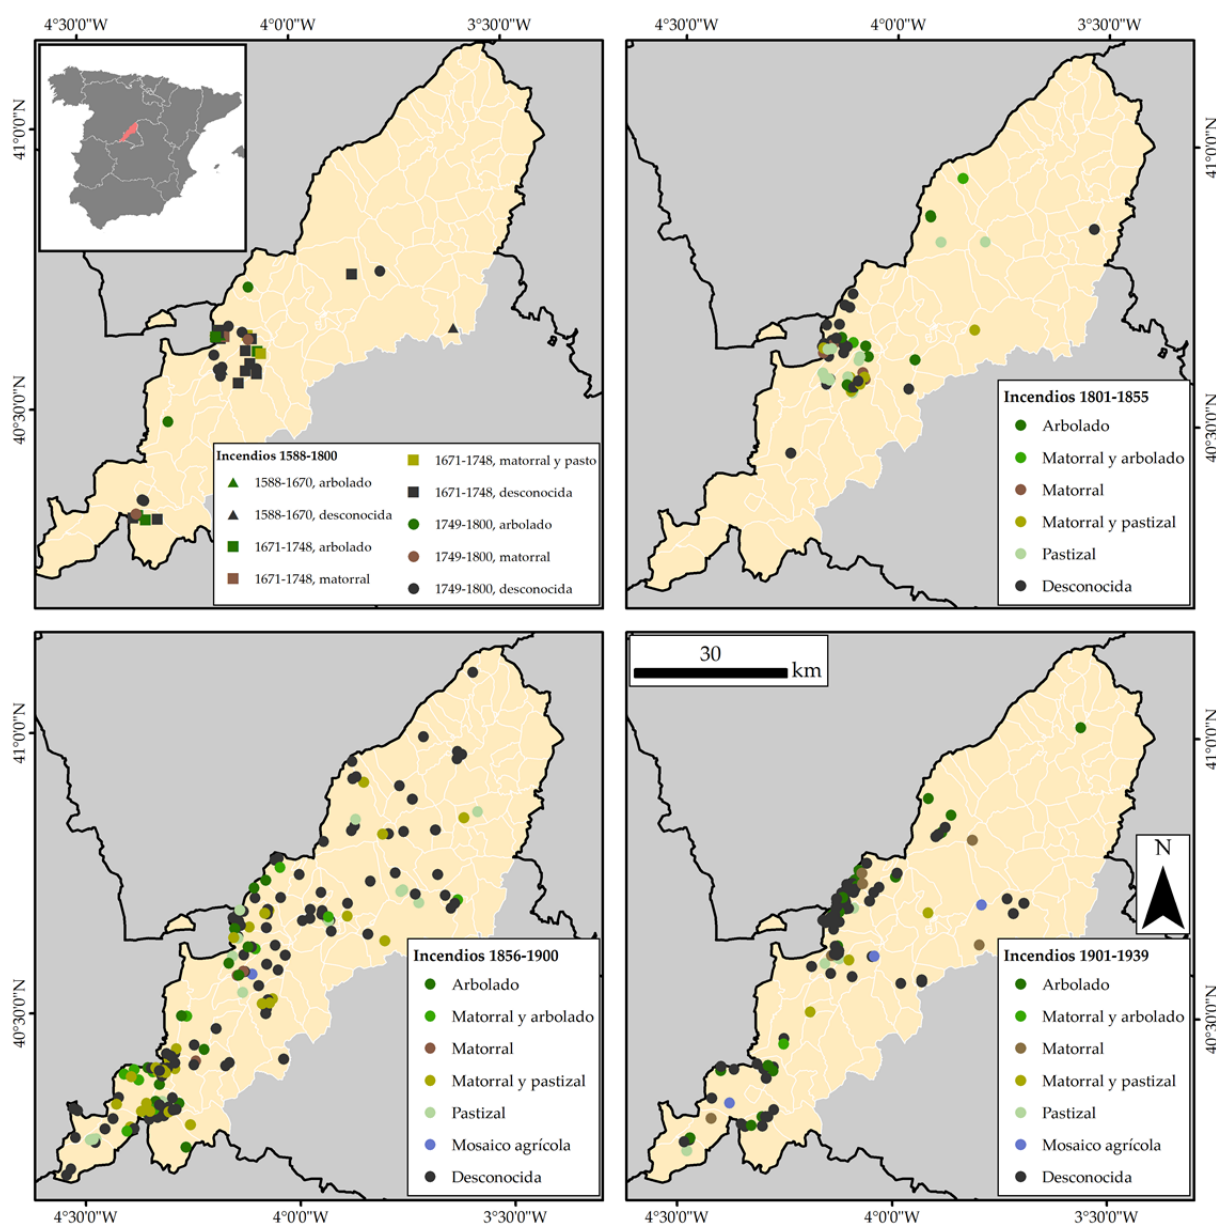 4°30'0"W 4°0'0"W 3°30'0"W
4°30'0"W 4°0'0"W 3°30'0"W
41°0'0"N
40°30'0"N
Incendios 1588-1800
1588-1670, arbolado
1588-1670, desconocida
1671-1748, arbolado
1671-1748, matorral
1671-1748, matorral y pasto
1671-1748, desconocida
1749-1800, arbolado
1749-1800, matorral
1749-1800, desconocida
41°0'0"N
40°30'0"N
Incendios 1801-1855
Arbolado
Matorral y arbolado
Matorral
Matorral y pastizal
Pastizal
Desconocida
41°0'0"N
40°30'0"N
Incendios 1856-1900
Arbolado
Matorral y arbolado
Matorral
Matorral y pastizal
Pastizal
Mosaico agrícola
Desconocida
30
km
N
41°0'0"N
40°30'0"N
Incendios 1901-1939
Arbolado
Matorral y arbolado
Matorral
Matorral y pastizal
Pastizal
Mosaico agrícola
Desconocida
4°30'0"W 4°0'0"W 3°30'0"W
4°30'0"W 4°0'0"W 3°30'0"W